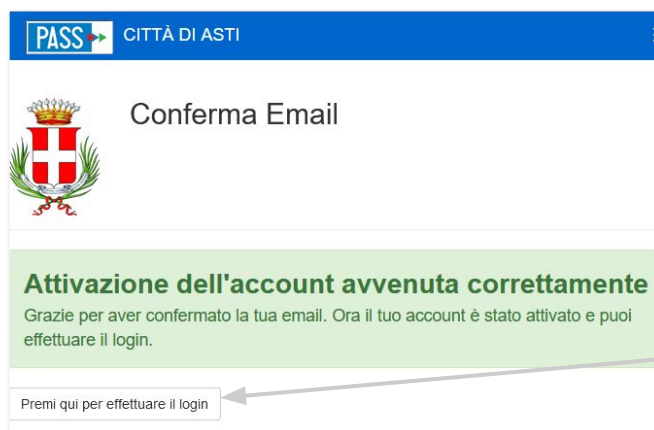 PASS CITTÀ DI ASTI
Conferma Email
Attivazione dell'account avvenuta correttamente
Grazie per aver confermato la tua email. Ora il tuo account è stato attivato e puoi
effettuare il login.
Premi qui per effettuare il login